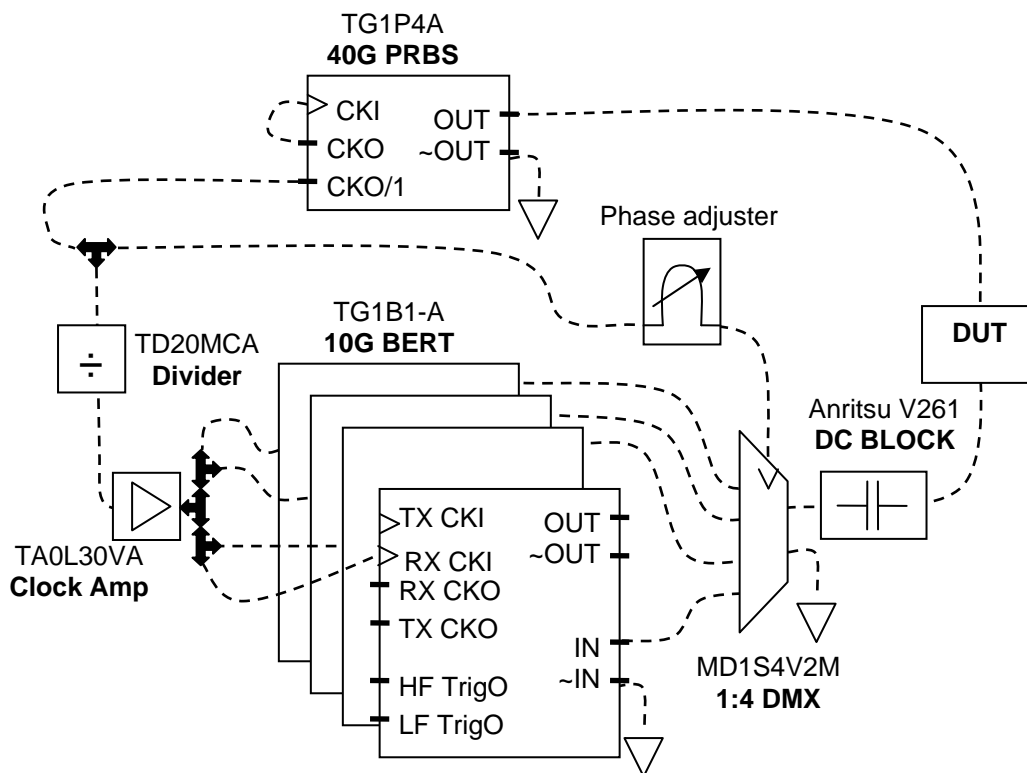 TG1P4A
40G PRBS
CKI
CKO
CKO/1
OUT
~OUT
Phase adjuster
TG1B1-A
10G BERT
÷
TD20MCA
Divider
DUT
Anritsu V261
DC BLOCK
TA0L30VA
Clock Amp
TX CKI
RX CKI
RX CKO
TX CKO
HF TrigO
LF TrigO
OUT
~OUT
IN
~IN
MD1S4V2M
1:4 DMX